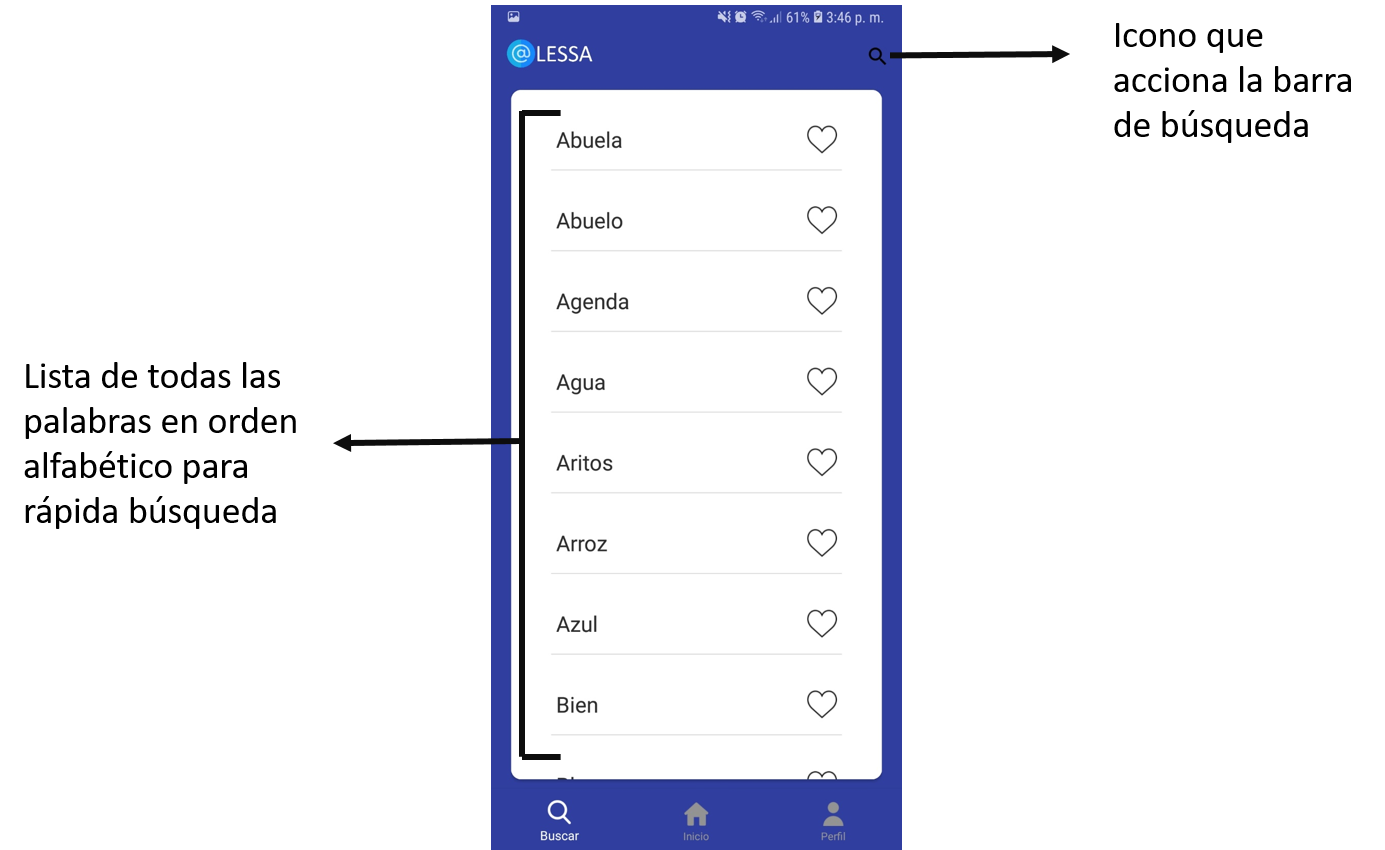 61% 3:46 p. m.
@LESSA
Icono que
acciona la barra
de búsqueda
Abuela
Abuelo
Agenda
Agua
Aritos
Arroz
Azul
Bien
Lista de todas las
palabras en orden
alfabético para
rápida búsqueda
Buscar
Inicio
Perfil